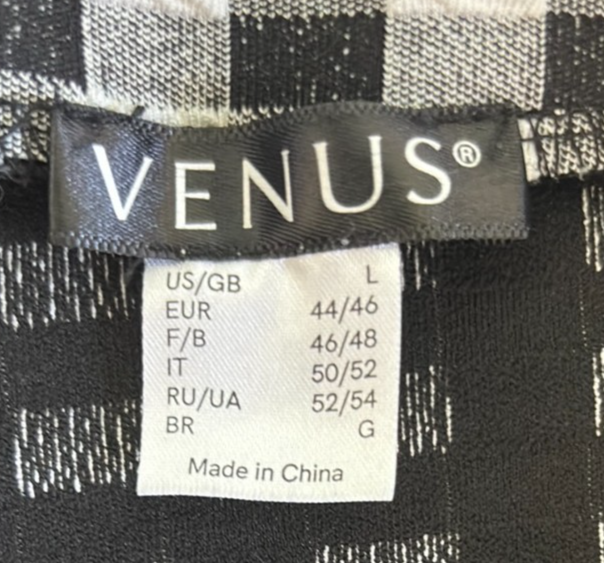 VENUS®
US/GB L
EUR 44/46
F/B 46/48
IT 50/52
RU/UA 52/54
BR G
Made in China